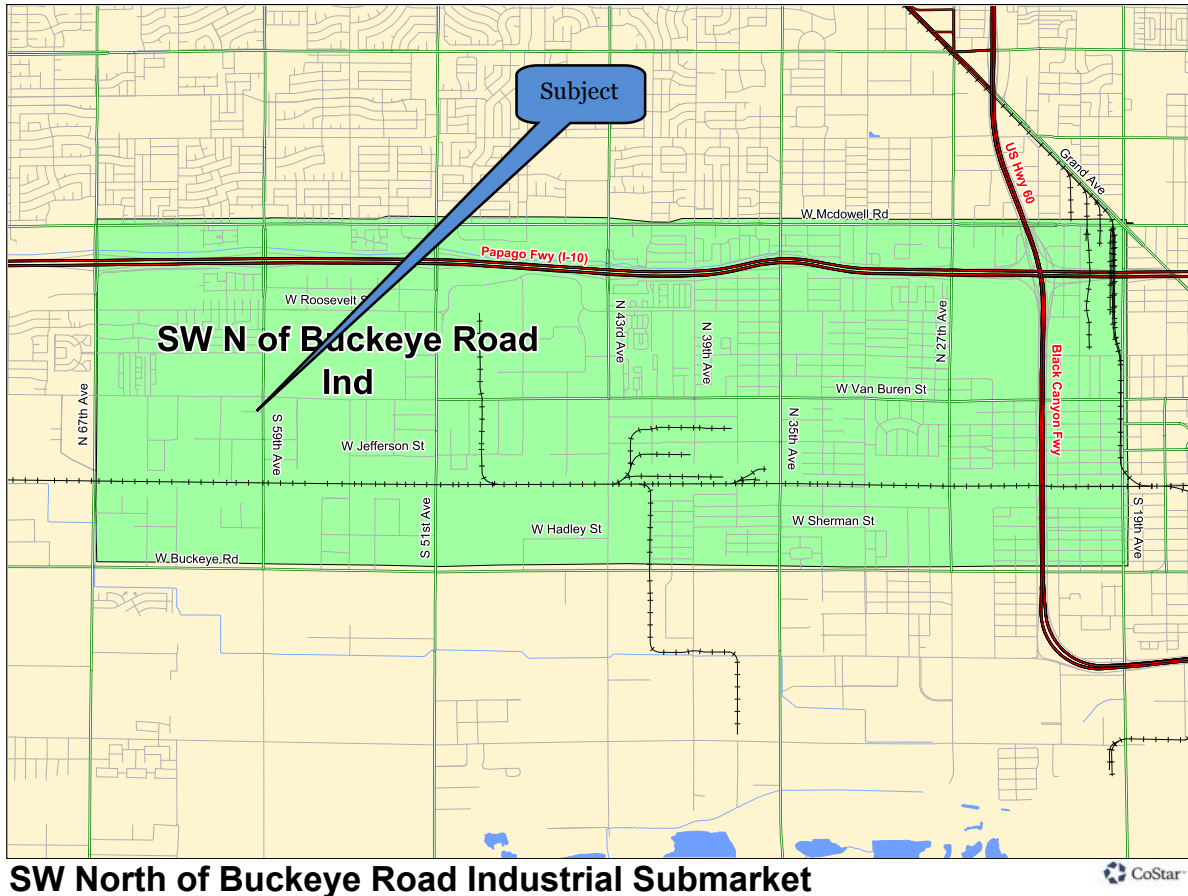 Subject
Grand Ave
US Hwy 60
W Mcdowell Rd
Papago Fwy (I-10)
W Roosevelt S
SW N of Buckeye Road
Ind
N 43rd Ave
N 39th Ave
N 27th Ave
Black Canyon Fwy
N 67th Ave
W Van Buren St
S 59th Ave
W Jefferson St
N 35th Ave
S 51st Ave
W Hadley St
W Sherman St
S 19th Ave
W Buckeye Rd
SW North of Buckeye Road Industrial Submarket
CoStar™